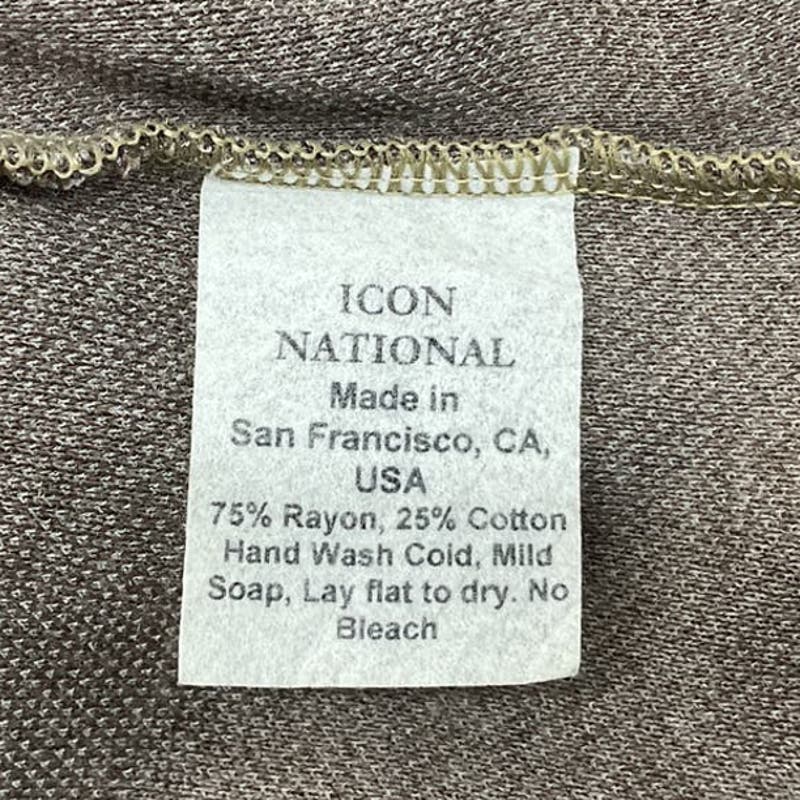 ICON
NATIONAL
Made in
San Francisco, CA,
USA
75% Rayon, 25% Cotton
Hand Wash Cold, Mild
Soap, Lay flat to dry. No
Bleach